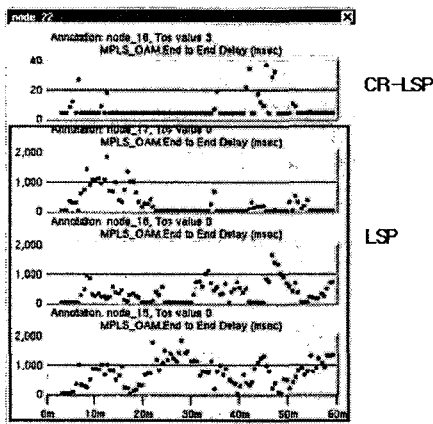 node_22
Annotation: node_18, Tos value 3
MPLS_OAM.End to End Delay (msec)
40
20
0
CR-LSP
Annotation: node_17, Tos value 0
MPLS_OAM.End to End Delay (msec)
2,000
1,000
0
Annotation: node_16, Tos value 0
MPLS_OAM.End to End Delay (msec)
2,000
1,000
0
LSP
Annotation: node_15, Tos value 0
MPLS_OAM.End to End Delay (msec)
2,000
1,000
0
0m 10m 20m 30m 40m 50m 60m